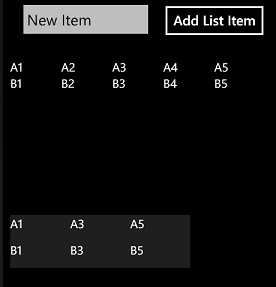 New Item Add List Item
A1 A2 A3 A4 A5
B1 B2 B3 B4 B5
A1 A3 A5
B1 B3 B5